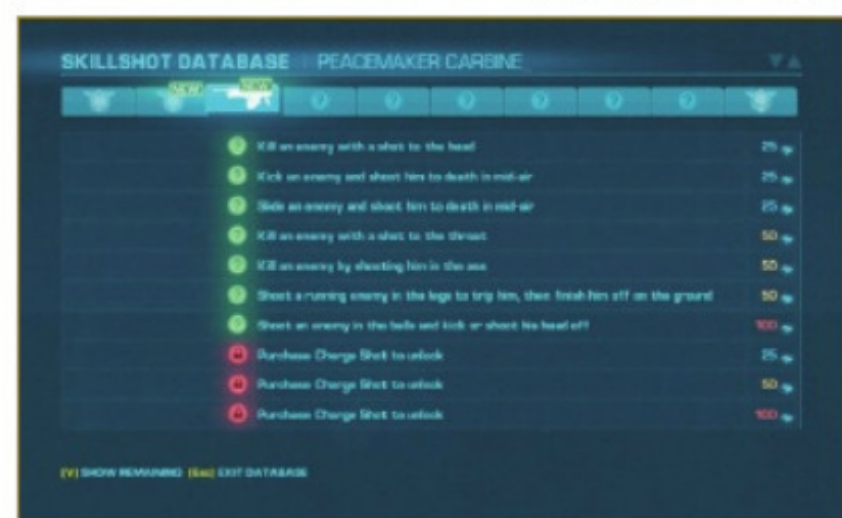 SKILLSHOT DATABASE | PEACEMAKER CARBINE
NEW NEW
? ? ? ? ? ?
? Kill an enemy with a shot to the head 25
? Kick an enemy and shoot him to death in mid-air 25
? Slide an enemy and shoot him to death in mid-air 25
? Kill an enemy with a shot to the throat 50
? Kill an enemy by shooting him in the ass 50
? Shoot a running enemy in the legs to trip him, then finish him off on the ground 50
? Shoot an enemy in the balls and kick or shoot his head off 100
Purchase Charge Shot to unlock 25
Purchase Charge Shot to unlock 50
Purchase Charge Shot to unlock 100
[V] SHOW REMAINING [Esc] EXIT DATABASE